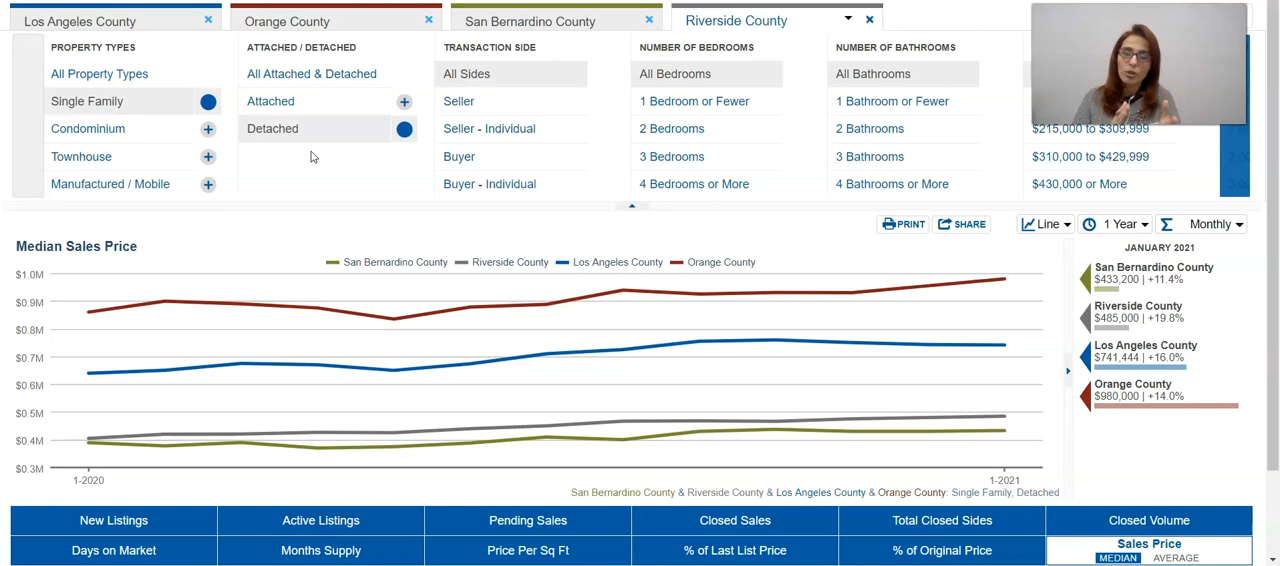 Los Angeles County
Orange County
San Bernardino County
Riverside County
PROPERTY TYPES
All Property Types
Single Family
Condominium
Townhouse
Manufactured / Mobile
ATTACHED / DETACHED
All Attached & Detached
Attached
Detached
TRANSACTION SIDE
All Sides
Seller
Seller - Individual
Buyer
Buyer - Individual
NUMBER OF BEDROOMS
All Bedrooms
1 Bedroom or Fewer
2 Bedrooms
3 Bedrooms
4 Bedrooms or More
NUMBER OF BATHROOMS
All Bathrooms
1 Bathroom or Fewer
2 Bathrooms
3 Bathrooms
4 Bathrooms or More
$215,000 to $309,999
$310,000 to $429,999
$430,000 or More
PRINT
SHARE
Line
1 Year
Monthly
Median Sales Price
San Bernardino County
Riverside County
Los Angeles County
Orange County
$1.0M
$0.9M
$0.8M
$0.7M
$0.6M
$0.5M
$0.4M
$0.3M
1-2020
1-2021
San Bernardino County & Riverside County & Los Angeles County & Orange County: Single Family, Detached
JANUARY 2021
San Bernardino County
$433,200 | +11.4%
Riverside County
$485,000 | +19.8%
Los Angeles County
$741,444 | +16.0%
Orange County
$980,000 | +14.0%
New Listings
Active Listings
Pending Sales
Closed Sales
Total Closed Sides
Closed Volume
Days on Market
Months Supply
Price Per Sq Ft
% of Last List Price
% of Original Price
Sales Price
MEDIAN AVERAGE